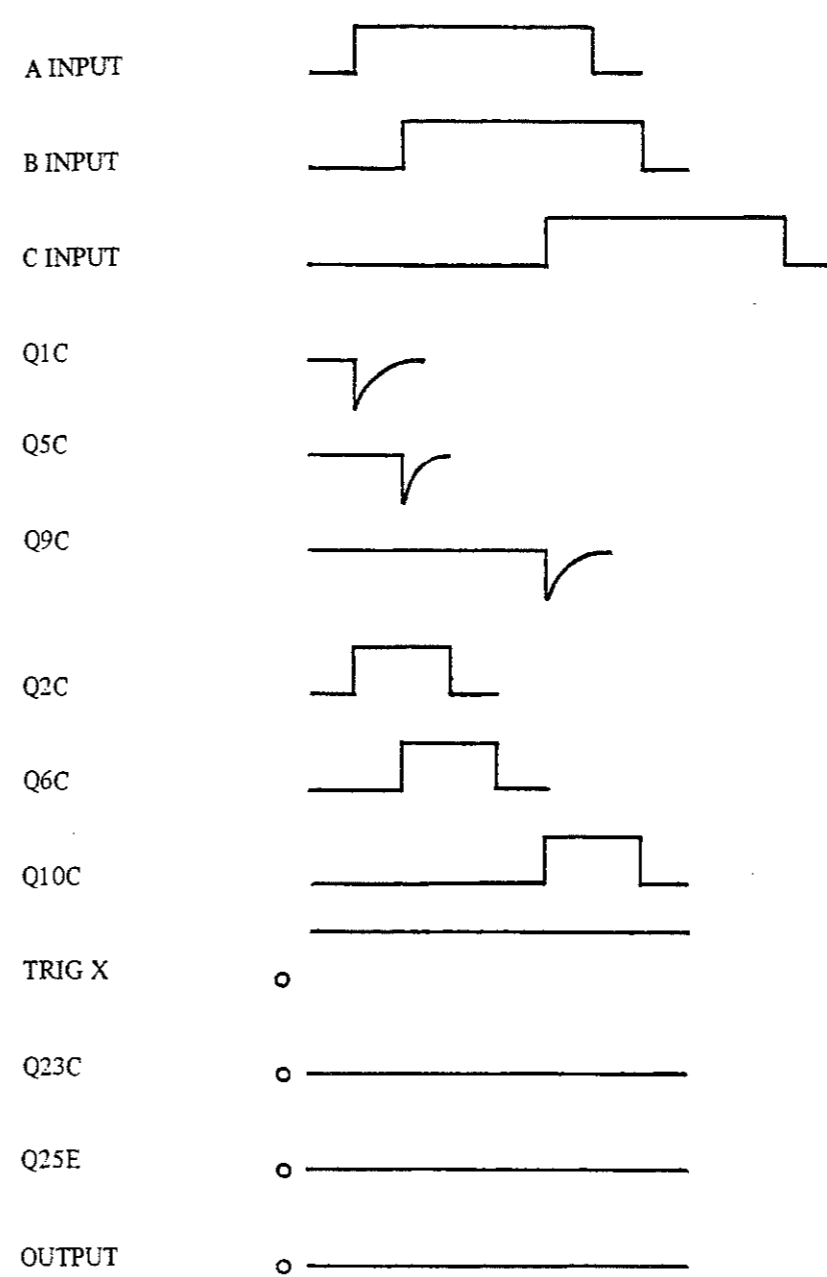 A INPUT
B INPUT
C INPUT
Q1C
Q5C
Q9C
Q2C
Q6C
Q10C
TRIG X
Q23C
Q25E
OUTPUT